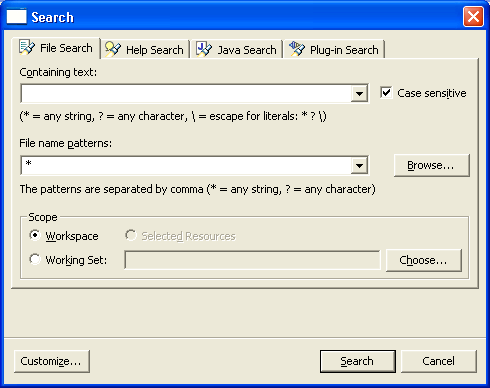 Search
File Search Help Search Java Search Plug-in Search
Containing text:
Case sensitive
(* = any string, ? = any character, \ = escape for literals: * ? \)
File name patterns:
*
Browse...
The patterns are separated by comma (* = any string, ? = any character)
Scope
Workspace Selected Resources
Working Set: Choose...
Customize... Search Cancel